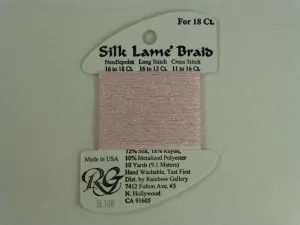 For 18 Ct.
Silk Lamé Braid
Needlepoint Long Stitch Cross Stitch
16 to 18 Ct. 16 to 13 Ct. 11 to 16 Ct.
72% Silk, 18% Rayon,
10% Metalized Polyester
10 Yards (9.1 Meters)
Hand Washable, Test First
Dist. by Rainbow Gallery
7412 Fulton Ave. #5
N. Hollywood
CA 91605
Made in USA
RG
SL108